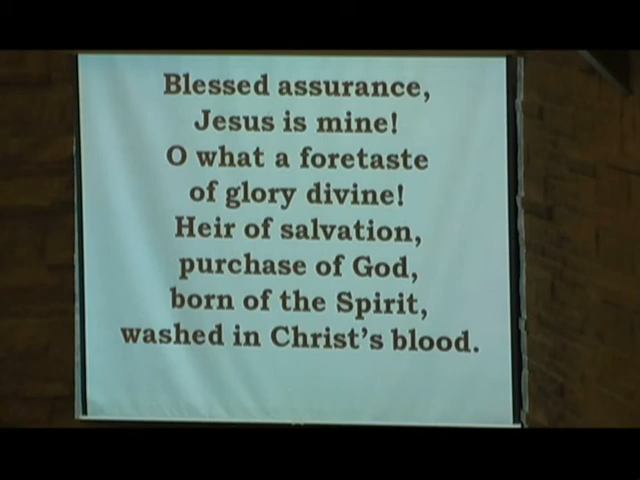 Blessed assurance,
Jesus is mine!
O what a foretaste
of glory divine!
Heir of salvation,
purchase of God,
born of the Spirit,
washed in Christ's blood.